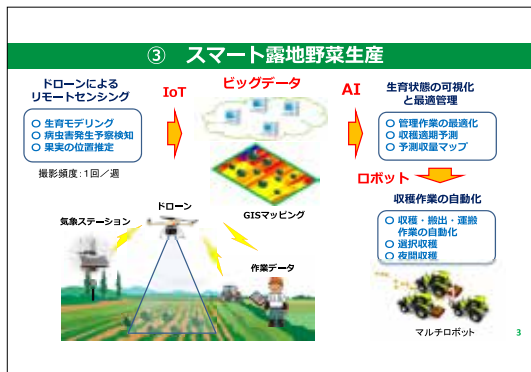 ③ スマート露地野菜生産
ドローンによる
リモートセンシング
○ 生育モデリング
○ 病虫害発生予察検知
○ 果実の位置推定
撮影頻度：1回／週
IoT
ビッグデータ
GISマッピング
AI
生育状態の可視化
と最適管理
○ 管理作業の最適化
○ 収穫適期予測
○ 予測収量マップ
ロボット
収穫作業の自動化
○ 収穫・搬出・運搬
作業の自動化
○ 選択収穫
○ 夜間収穫
マルチロボット
気象ステーション
ドローン
作業データ
3